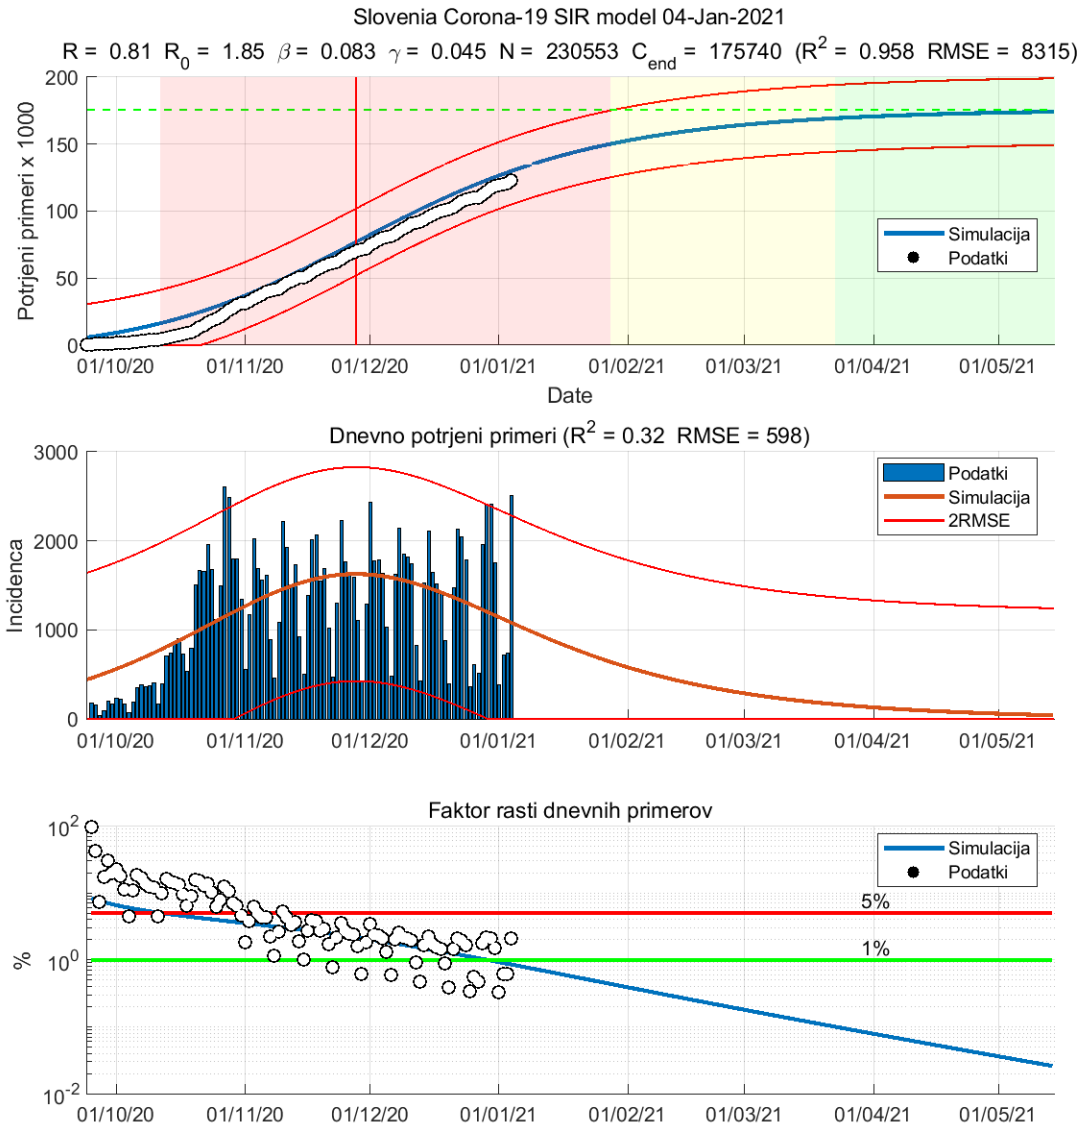 Slovenia Corona-19 SIR model 04-Jan-2021
R = 0.81 R0 = 1.85 β = 0.083 γ = 0.045 N = 230553 Cend = 175740 (R2 = 0.958 RMSE = 8315)
Potrjeni primeri x 1000
200
150
100
50
0
Simulacija
Podatki
01/10/20 01/11/20 01/12/20 01/01/21 01/02/21 01/03/21 01/04/21 01/05/21
Date
Dnevno potrjeni primeri (R2 = 0.32 RMSE = 598)
Incidenca
3000
2000
1000
0
Podatki
Simulacija
2RMSE
01/10/20 01/11/20 01/12/20 01/01/21 01/02/21 01/03/21 01/04/21 01/05/21
Faktor rasti dnevnih primerov
%
10^2
10^0
10^-2
Simulacija
Podatki
5%
1%
01/10/20 01/11/20 01/12/20 01/01/21 01/02/21 01/03/21 01/04/21 01/05/21